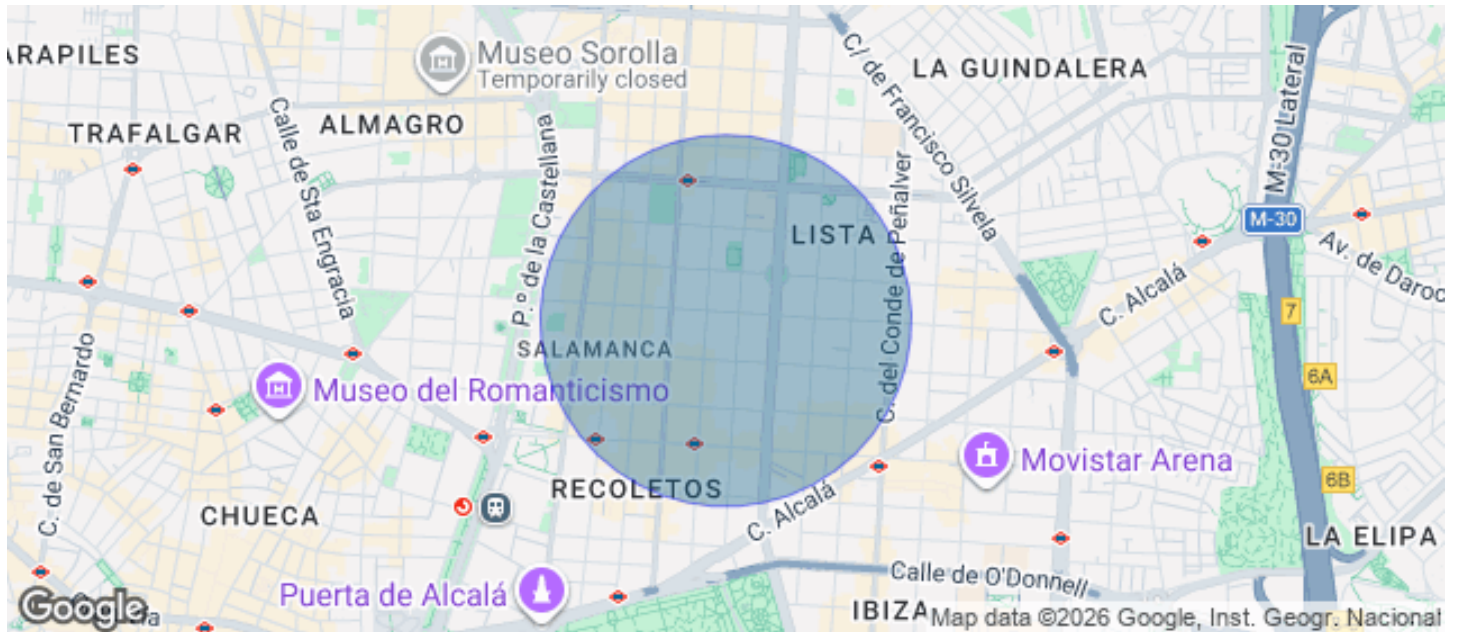 ARAPILES
Museo Sorolla
Temporarily closed
LA GUINDALERA
C/ de Francisco Silvela
M-30 Lateral
TRAFALGAR
ALMAGRO
Calle de Sta Engracia
P.º de la Castellana
C. del Conde de Peñalver
LISTA
M-30
Av. de Daroc
C. Alcalá
7
SALAMANCA
Museo del Romanticismo
6A
C. de San Bernardo
Movistar Arena
RECOLETOS
6B
CHUECA
C. Alcalá
LA ELIPA
Puerta de Alcalá
Calle de O'Donnell
IBIZA
Google
Map data ©2026 Google, Inst. Geogr. Nacional